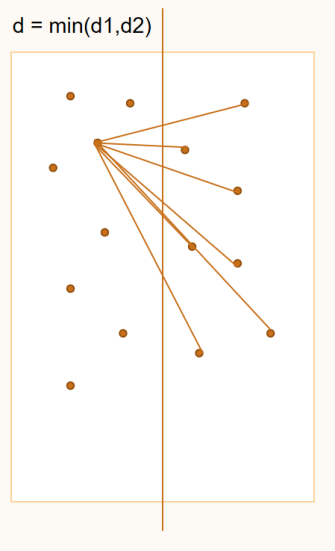 d = min(d1,d2)